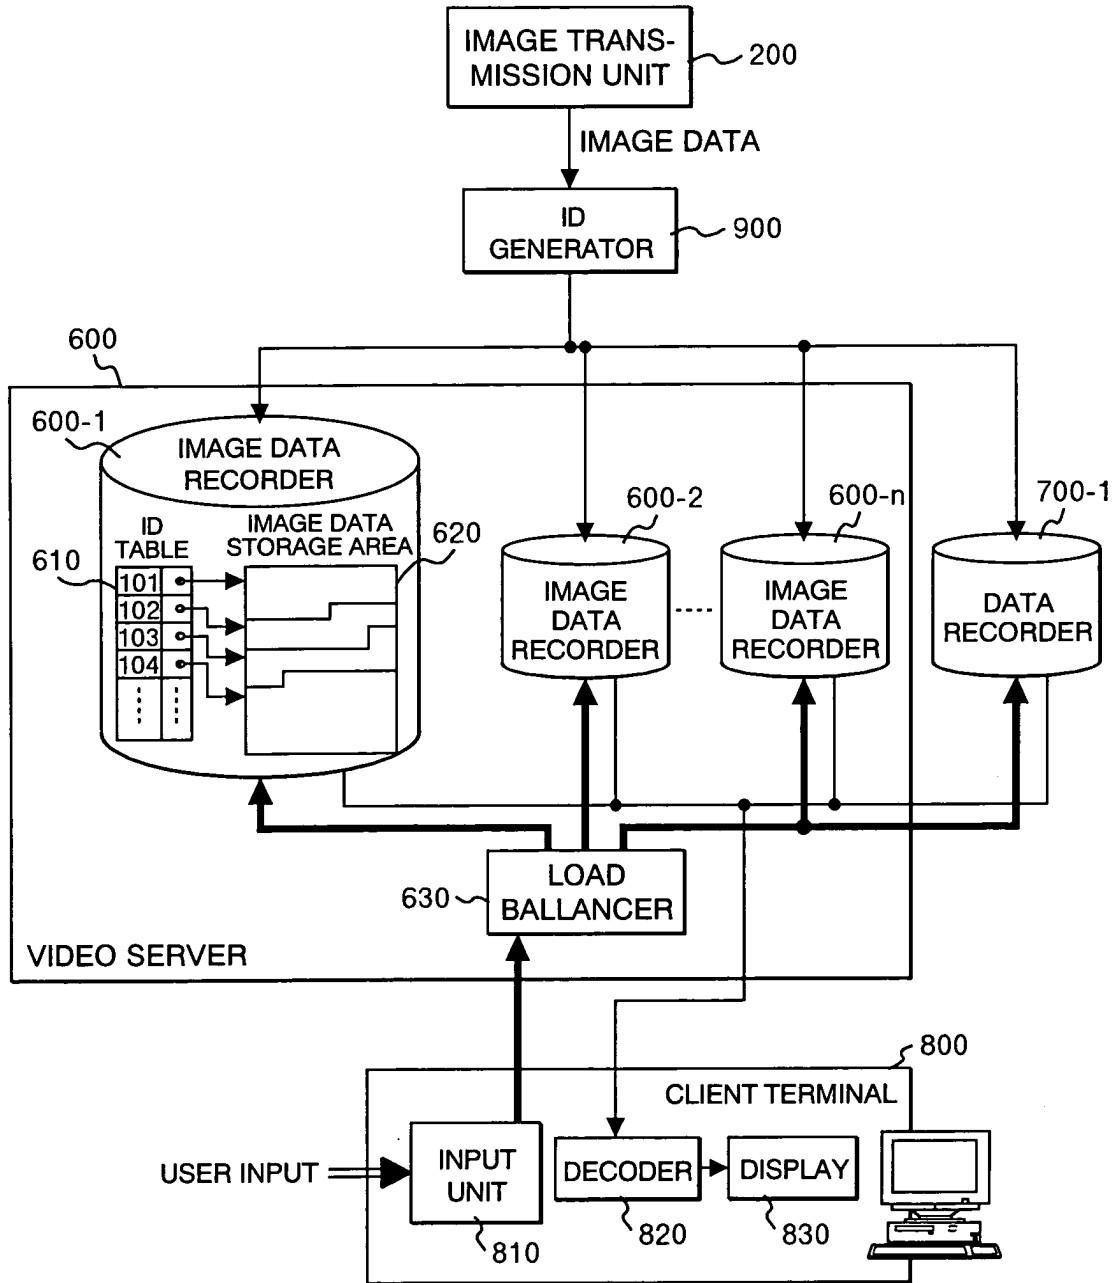 IMAGE TRANS-
MISSION UNIT
200
IMAGE DATA
ID
GENERATOR
900
600
600-1
IMAGE DATA
RECORDER
ID
TABLE
IMAGE DATA
STORAGE AREA
610
620
101
102
103
104
600-2
IMAGE
DATA
RECORDER
600-n
IMAGE
DATA
RECORDER
700-1
DATA
RECORDER
630
LOAD
BALLANCER
VIDEO SERVER
800
CLIENT TERMINAL
USER INPUT
INPUT
UNIT
810
DECODER
820
DISPLAY
830